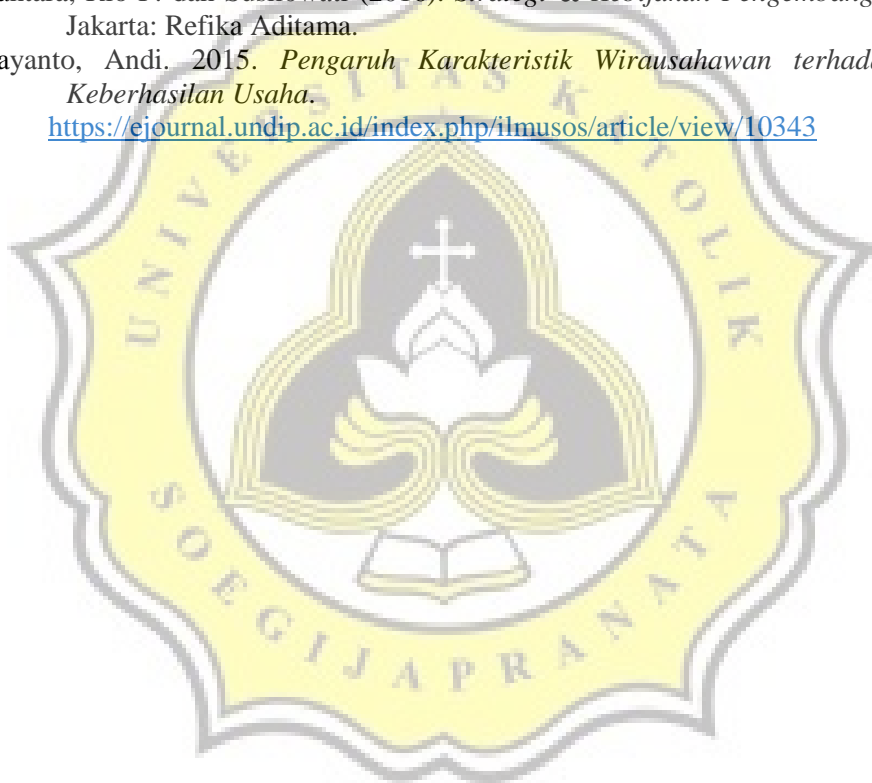 Jakarta: Refika Aditama.
ayanto, Andi. 2015. Pengaruh Karakteristik Wirausahawan
Keberhasilan Usaha.
https://ejournal.undip.ac.id/index.php/ilmusos/article/view/10343
UNIVERSITAS KATOLIK
SOEGIJAPRANATA